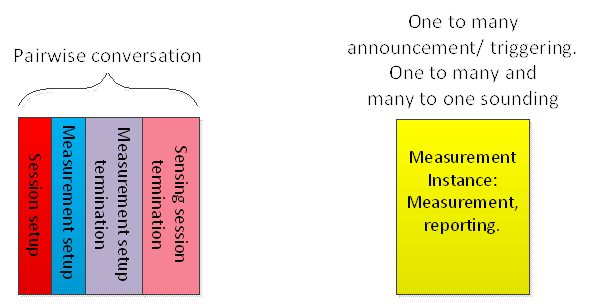 Pairwise conversation
Session setup
Measurement setup
Measurement setup
termination
Sensing session
termination
One to many
announcement/ triggering.
One to many and
many to one sounding
Measurement
Instance:
Measurement,
reporting.